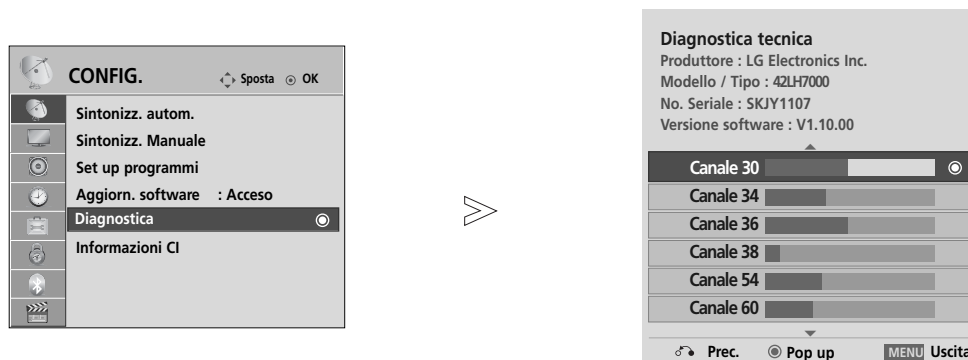 CONFIG.
Sposta OK
Sintonizz. autom.
Sintonizz. Manuale
Set up programmi
Aggiorn. software : Acceso
Diagnostica
Informazioni CI
Diagnostica tecnica
Produttore : LG Electronics Inc.
Modello / Tipo : 42LH7000
No. Seriale : SKJY1107
Versione software : V1.10.00
Canale 30
Canale 34
Canale 36
Canale 38
Canale 54
Canale 60
Prec. Pop up MENU Uscita